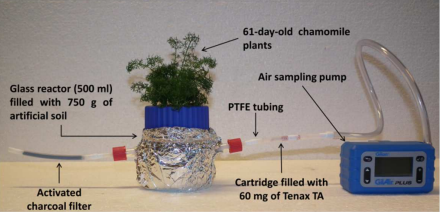 61-day-old chamomile
plants
Glass reactor (500 ml)
filled with 750 g of
artificial soil
Air sampling pump
PTFE tubing
Activated
charcoal filter
Cartridge filled with
60 mg of Tenax TA
PLUS